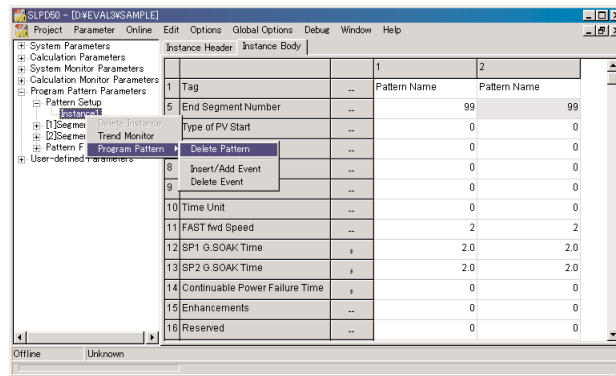 SLPD50 - [D:¥EVAL3¥SAMPLE]
Project Parameter Online Edit Options Global Options Debug Window Help
System Parameters
Calculation Parameters
System Monitor Parameters
Calculation Monitor Parameters
Program Pattern Parameters
Pattern Setup
Instance1
[1]Segme
[2]Segme
Pattern F
User-defined Parameters
Delete Instance
Trend Monitor
Program Pattern
Delete Pattern
Insert/Add Event
Delete Event
Instance Header Instance Body
1 2
1 Tag -- Pattern Name Pattern Name
5 End Segment Number -- 99 99
Type of PV Start -- 0 0
-- 0 0
8 -- 0 0
9 -- 0 0
10 Time Unit -- 0 0
11 FAST fwd Speed -- 2 2
12 SP1 G.SOAK Time s 2.0 2.0
13 SP2 G.SOAK Time s 2.0 2.0
14 Continuable Power Failure Time s 0 0
15 Enhancements -- 0 0
16 Reserved -- 0 0
Offline Unknown